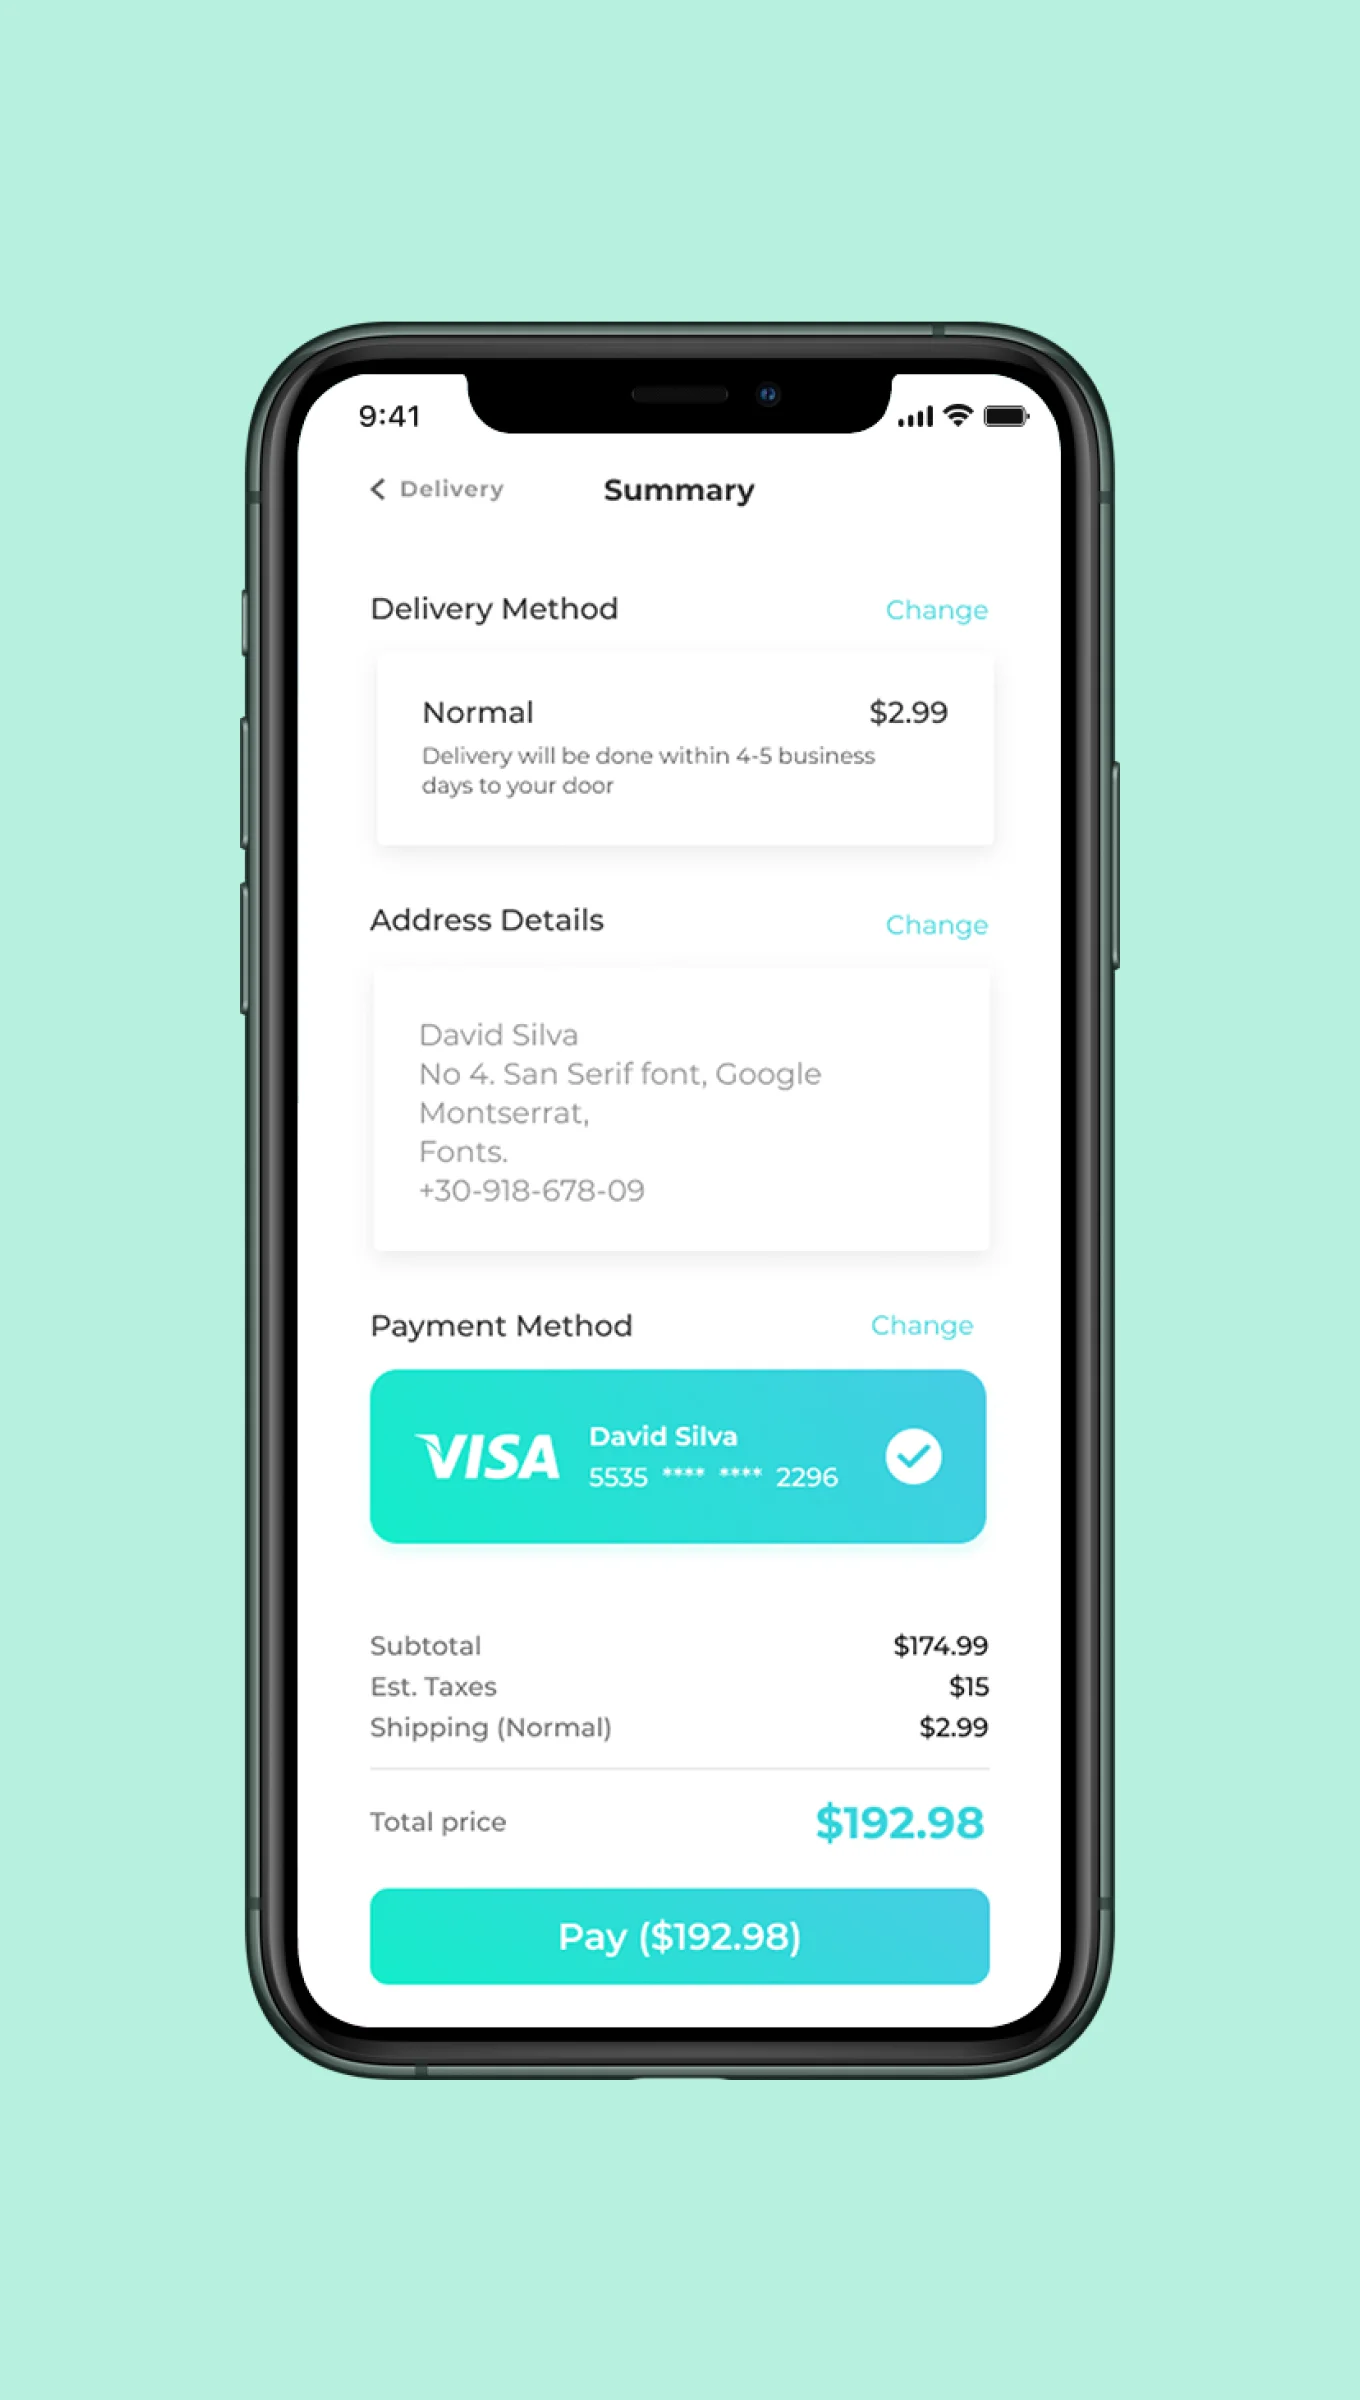 9:41
Delivery
Summary
Delivery Method
Change
Normal
$2.99
Delivery will be done within 4-5 business
days to your door
Address Details
Change
David Silva
No 4. San Serif font, Google
Montserrat,
Fonts.
+30-918-678-09
Payment Method
Change
VISA
David Silva
5535 **** **** 2296
Subtotal
$174.99
Est. Taxes
$15
Shipping (Normal)
$2.99
Total price
$192.98
Pay ($192.98)